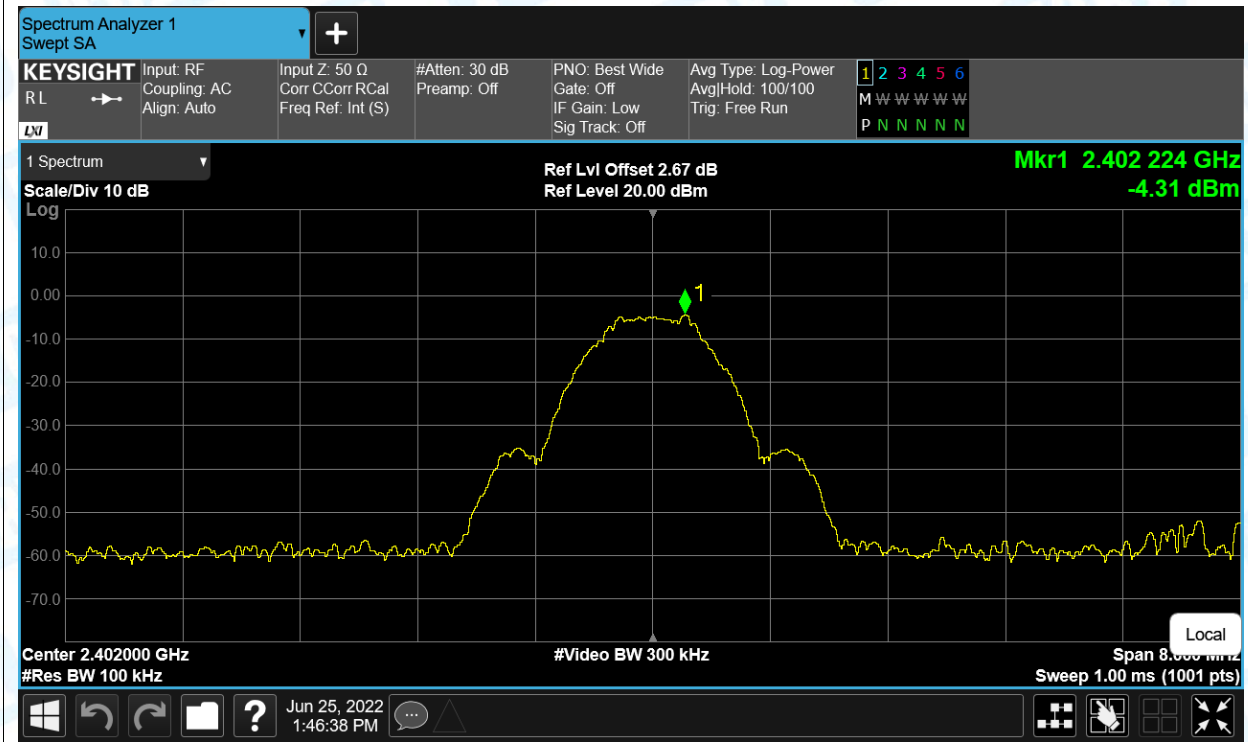 Spectrum Analyzer 1
Swept SA
KEYSIGHT
R L
LXI
Input: RF
Coupling: AC
Align: Auto
Input Z: 50 Ω
Corr CCorr RCal
Freq Ref: Int (S)
#Atten: 30 dB
Preamp: Off
PNO: Best Wide
Gate: Off
IF Gain: Low
Sig Track: Off
Avg Type: Log-Power
Avg|Hold: 100/100
Trig: Free Run
1 2 3 4 5 6
M W W W W W W
P N N N N N N
1 Spectrum
Scale/Div 10 dB
Log
Ref Lvl Offset 2.67 dB
Ref Level 20.00 dBm
Mkr1 2.402 224 GHz
-4.31 dBm
10.0
0.00
-10.0
-20.0
-30.0
-40.0
-50.0
-60.0
-70.0
1
Local
Center 2.402000 GHz
#Video BW 300 kHz
Span 8.000 MHz
#Res BW 100 kHz
Sweep 1.00 ms (1001 pts)
?
Jun 25, 2022
1:46:38 PM